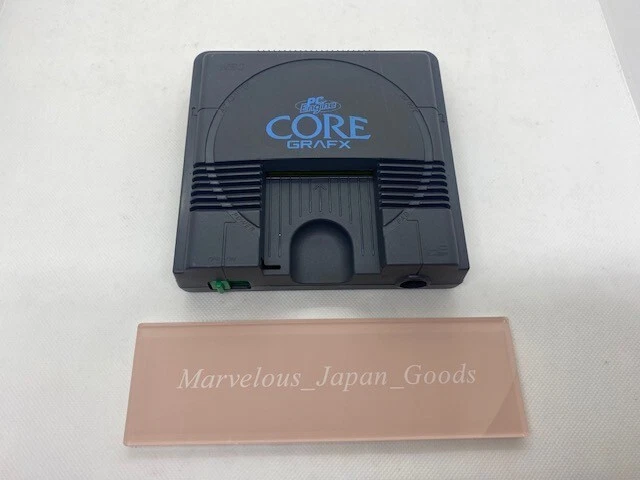 PC
Engine
CORE
GRAFX
Marvelous_Japan_Goods